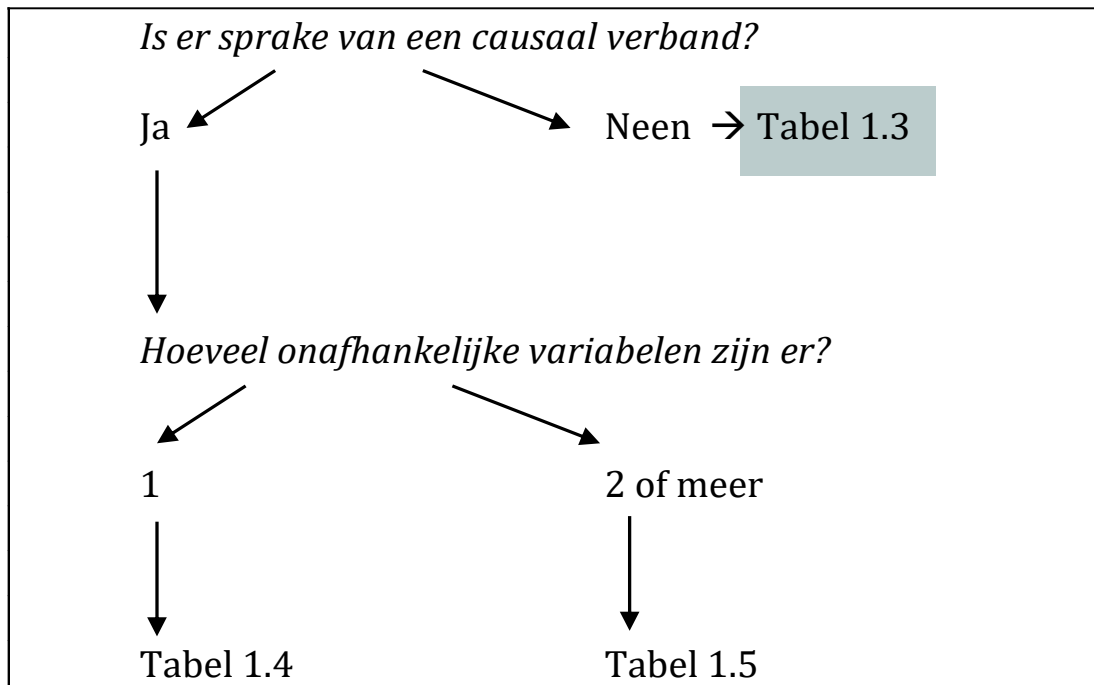 Is er sprake van een causaal verband?
Ja
Neen → Tabel 1.3
Hoeveel onafhankelijke variabelen zijn er?
1
2 of meer
Tabel 1.4
Tabel 1.5